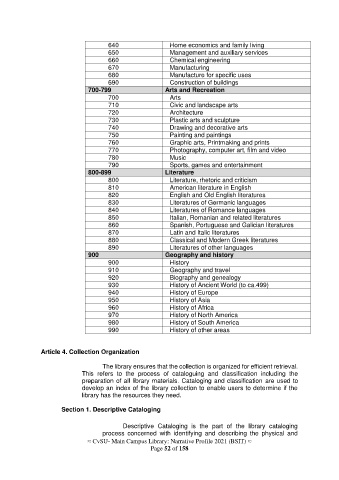 640 Home economics and family living
650 Management and auxiliary services
660 Chemical engineering
670 Manufacturing
680 Manufacture for specific uses
690 Construction of buildings
700-799 Arts and Recreation
700 Arts
710 Civic and landscape arts
720 Architecture
730 Plastic arts and sculpture
740 Drawing and decorative arts
750 Painting and paintings
760 Graphic arts, Printmaking and prints
770 Photography, computer art, film and video
780 Music
790 Sports, games and entertainment
800-899 Literature
800 Literature, rhetoric and criticism
810 American literature in English
820 English and Old English literatures
830 Literatures of Germanic languages
840 Literatures of Romance languages
850 Italian, Romanian and related literatures
860 Spanish, Portuguese and Galician literatures
870 Latin and Italic literatures
880 Classical and Modern Greek literatures
890 Literatures of other languages
900 Geography and history
900 History
910 Geography and travel
920 Biography and genealogy
930 History of Ancient World (to ca.499)
940 History of Europe
950 History of Asia
960 History of Africa
970 History of North America
980 History of South America
990 History of other areas
Article 4. Collection Organization
The library ensures that the collection is organized for efficient retrieval.
This refers to the process of cataloguing and classification including the
preparation of all library materials. Cataloging and classification are used to
develop an index of the library collection to enable users to determine if the
library has the resources they need.
Section 1. Descriptive Cataloging
Descriptive Cataloging is the part of the library cataloging
process concerned with identifying and describing the physical and
≈ CvSU- Main Campus Library: Narrative Profile 2021 (BSIT) ≈
Page 52 of 158